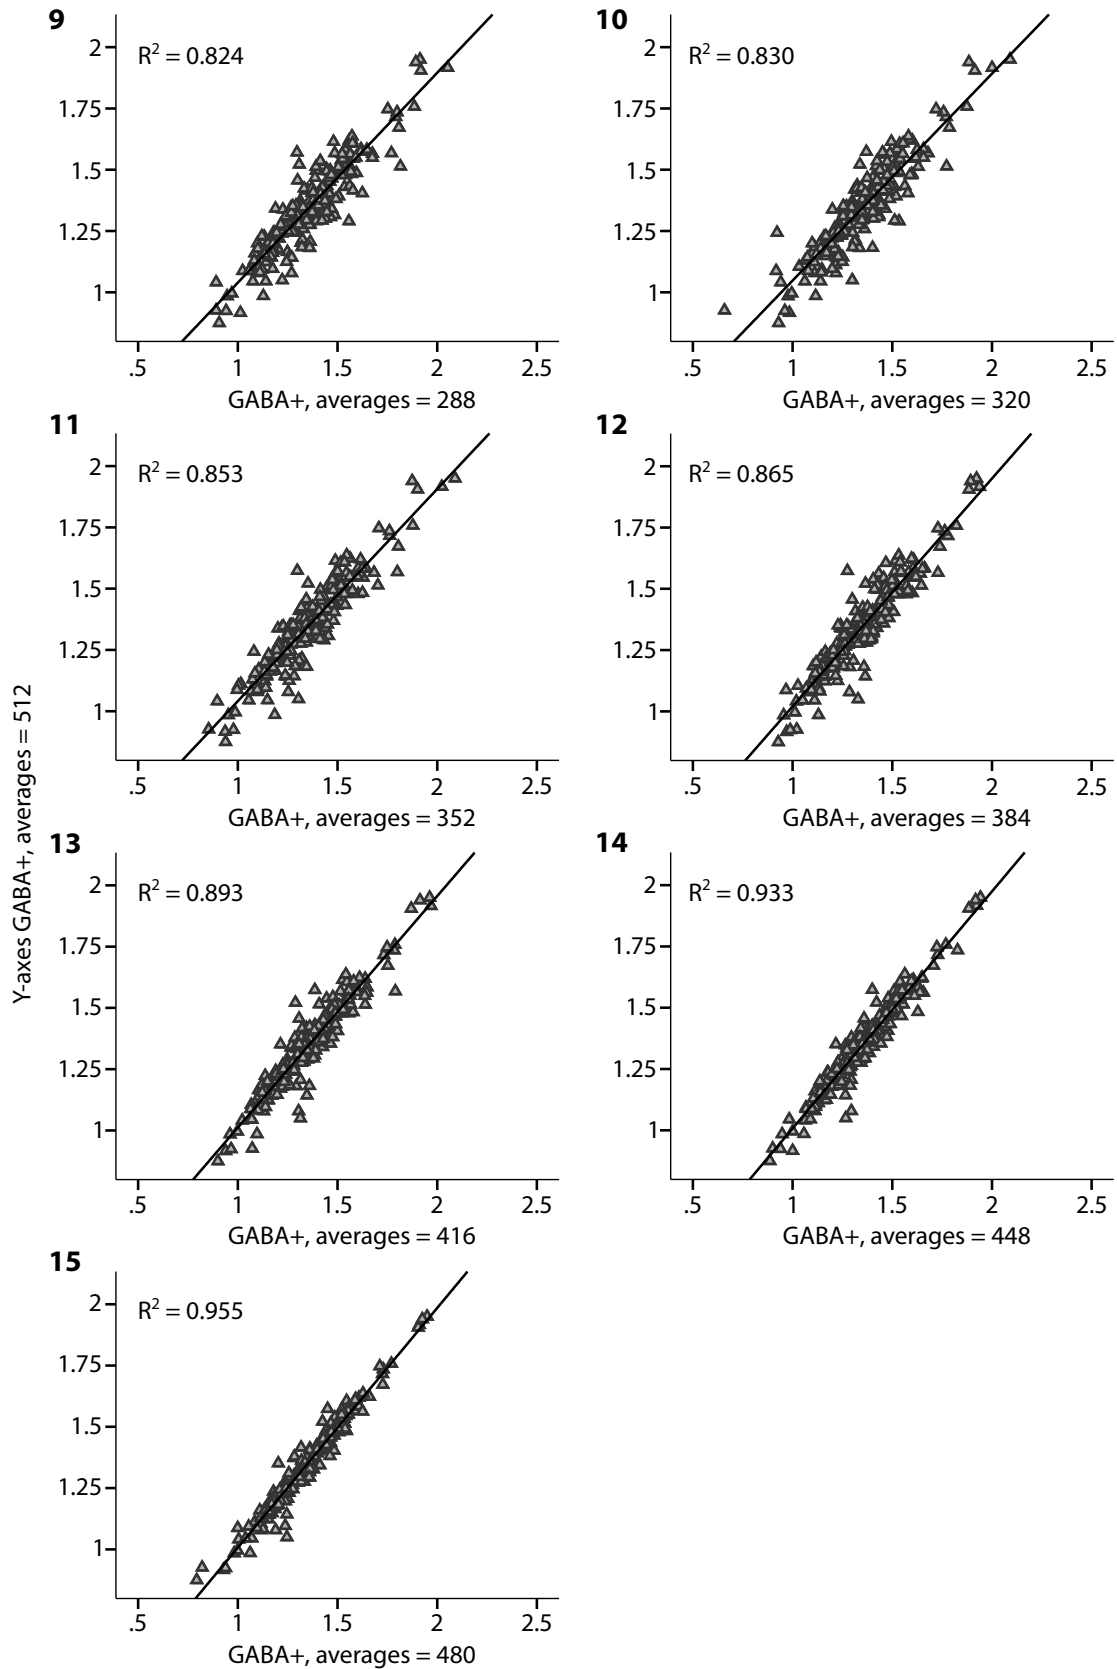 9
R² = 0.824
2
1.75
1.5
1.25
1
.5 1 1.5 2 2.5
GABA+, averages = 288
10
R² = 0.830
2
1.75
1.5
1.25
1
.5 1 1.5 2 2.5
GABA+, averages = 320
11
R² = 0.853
2
1.75
1.5
1.25
1
.5 1 1.5 2 2.5
GABA+, averages = 352
12
R² = 0.865
2
1.75
1.5
1.25
1
.5 1 1.5 2 2.5
GABA+, averages = 384
Y-axes GABA+, averages = 512
13
R² = 0.893
2
1.75
1.5
1.25
1
.5 1 1.5 2 2.5
GABA+, averages = 416
14
R² = 0.933
2
1.75
1.5
1.25
1
.5 1 1.5 2 2.5
GABA+, averages = 448
15
R² = 0.955
2
1.75
1.5
1.25
1
.5 1 1.5 2 2.5
GABA+, averages = 480